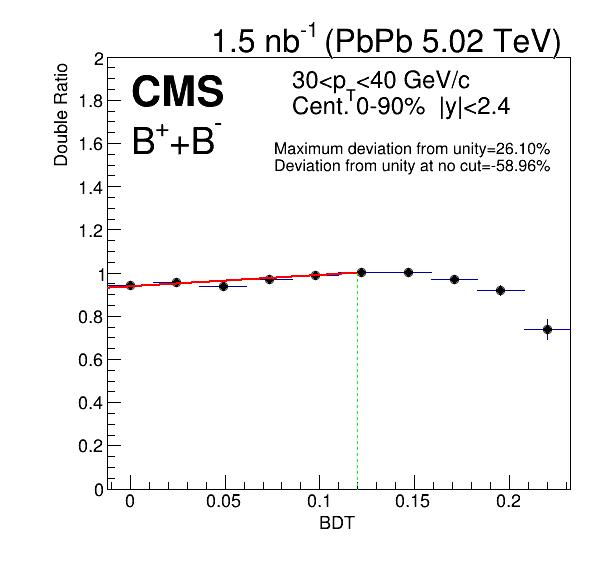 1.5 nb⁻¹ (PbPb 5.02 TeV)
CMS
B⁺+B⁻
30<p_T<40 GeV/c
Cent. 0-90% |y|<2.4
Maximum deviation from unity=26.10%
Deviation from unity at no cut=-58.96%
Double Ratio
2
1.8
1.6
1.4
1.2
1
0.8
0.6
0.4
0.2
0
0 0.05 0.1 0.15 0.2
BDT